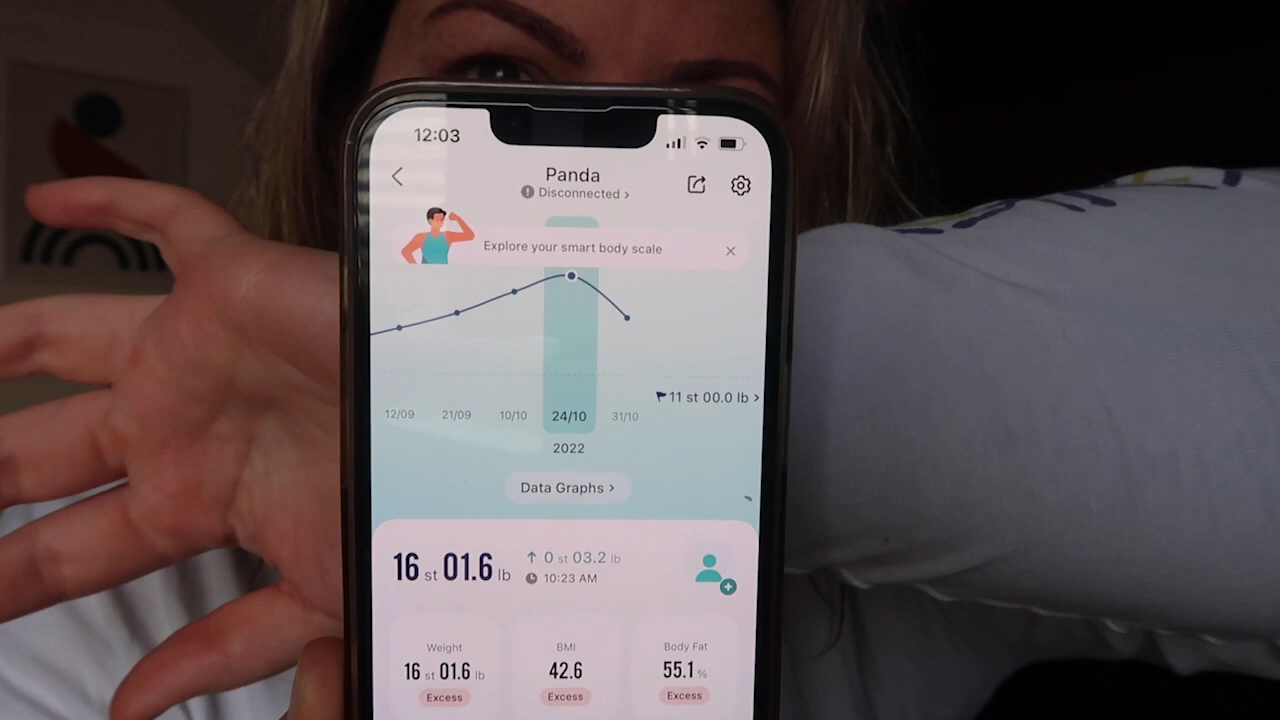 12:03
Panda
! Disconnected >
Explore your smart body scale ×
11 st 00.0 lb >
12/09 21/09 10/10 24/10 31/10
2022
Data Graphs >
16 st 01.6 lb
↑ 0 st 03.2 lb
10:23 AM
Weight BMI Body Fat
16 st 01.6 lb 42.6 55.1 %
Excess Excess Excess